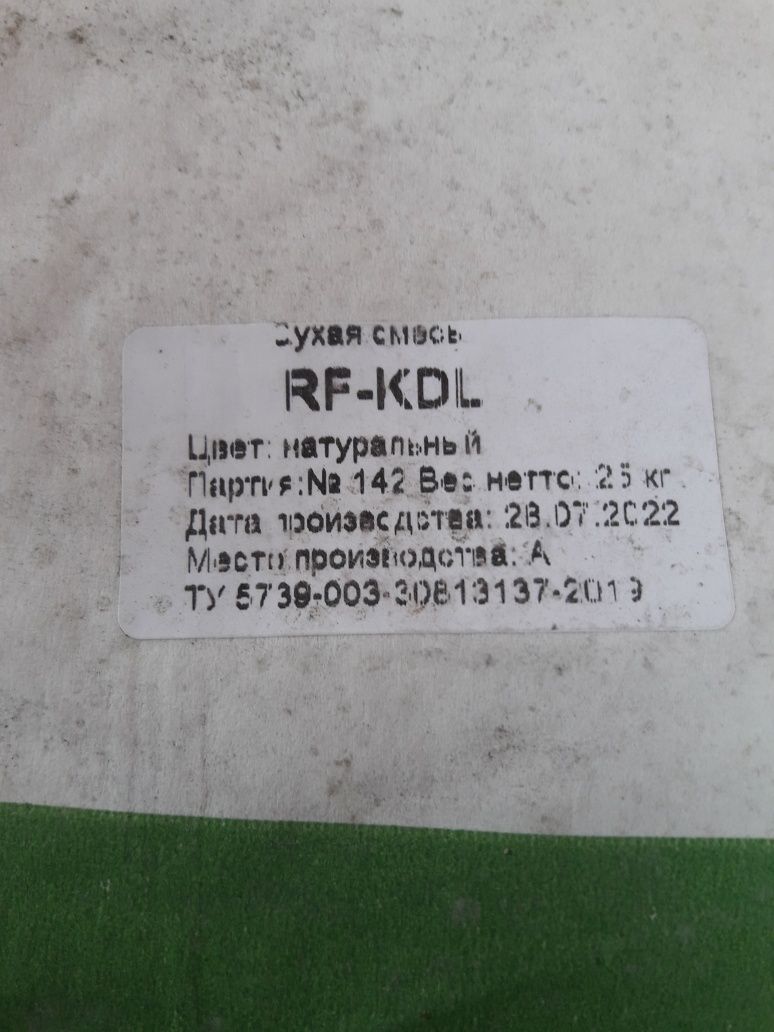 Сухая смесь
RF-KDL
Цвет: натуральный
Партия:№ 142 Вес нетто: 25 кг
Дата производства: 28.07.2022
Место производства: А
ТУ 5739-003-30813137-2019